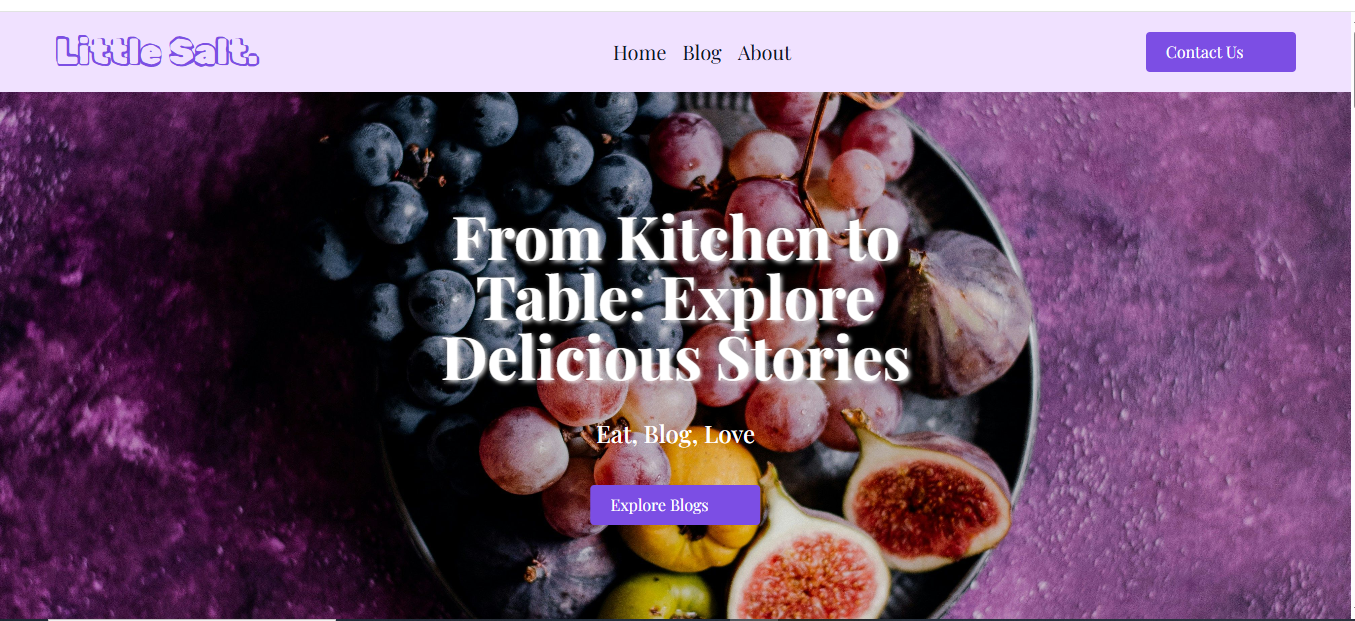 Little Salt.
Home Blog About
Contact Us
From Kitchen to
Table: Explore
Delicious Stories
Eat, Blog, Love
Explore Blogs